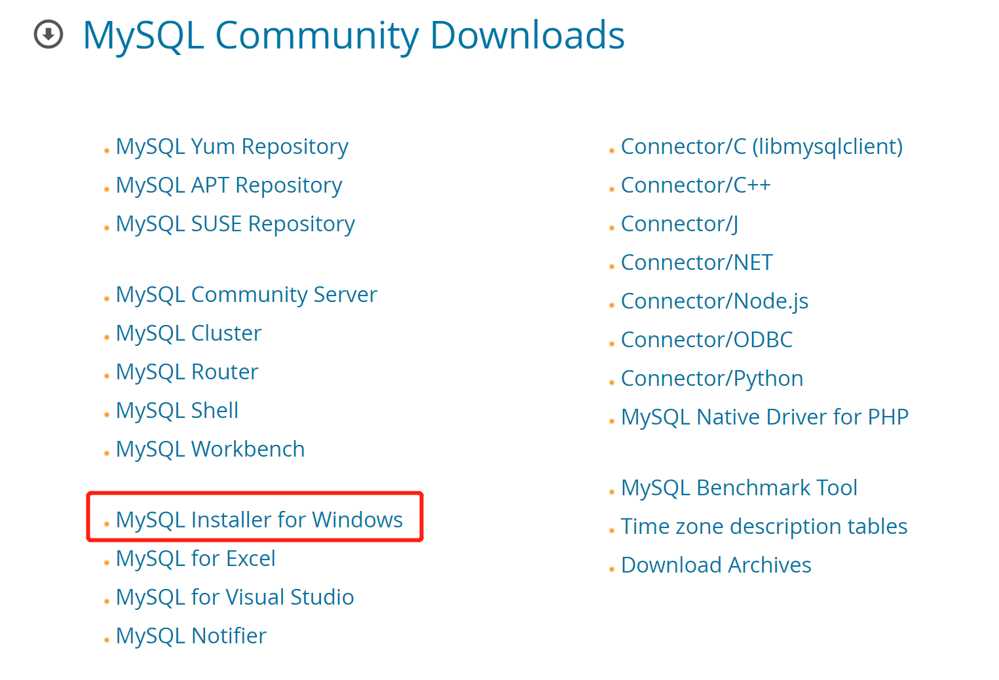 MySQL Community Downloads
MySQL Yum Repository
MySQL APT Repository
MySQL SUSE Repository
MySQL Community Server
MySQL Cluster
MySQL Router
MySQL Shell
MySQL Workbench
MySQL Installer for Windows
MySQL for Excel
MySQL for Visual Studio
MySQL Notifier
Connector/C (libmysqlclient)
Connector/C++
Connector/J
Connector/NET
Connector/Node.js
Connector/ODBC
Connector/Python
MySQL Native Driver for PHP
MySQL Benchmark Tool
Time zone description tables
Download Archives